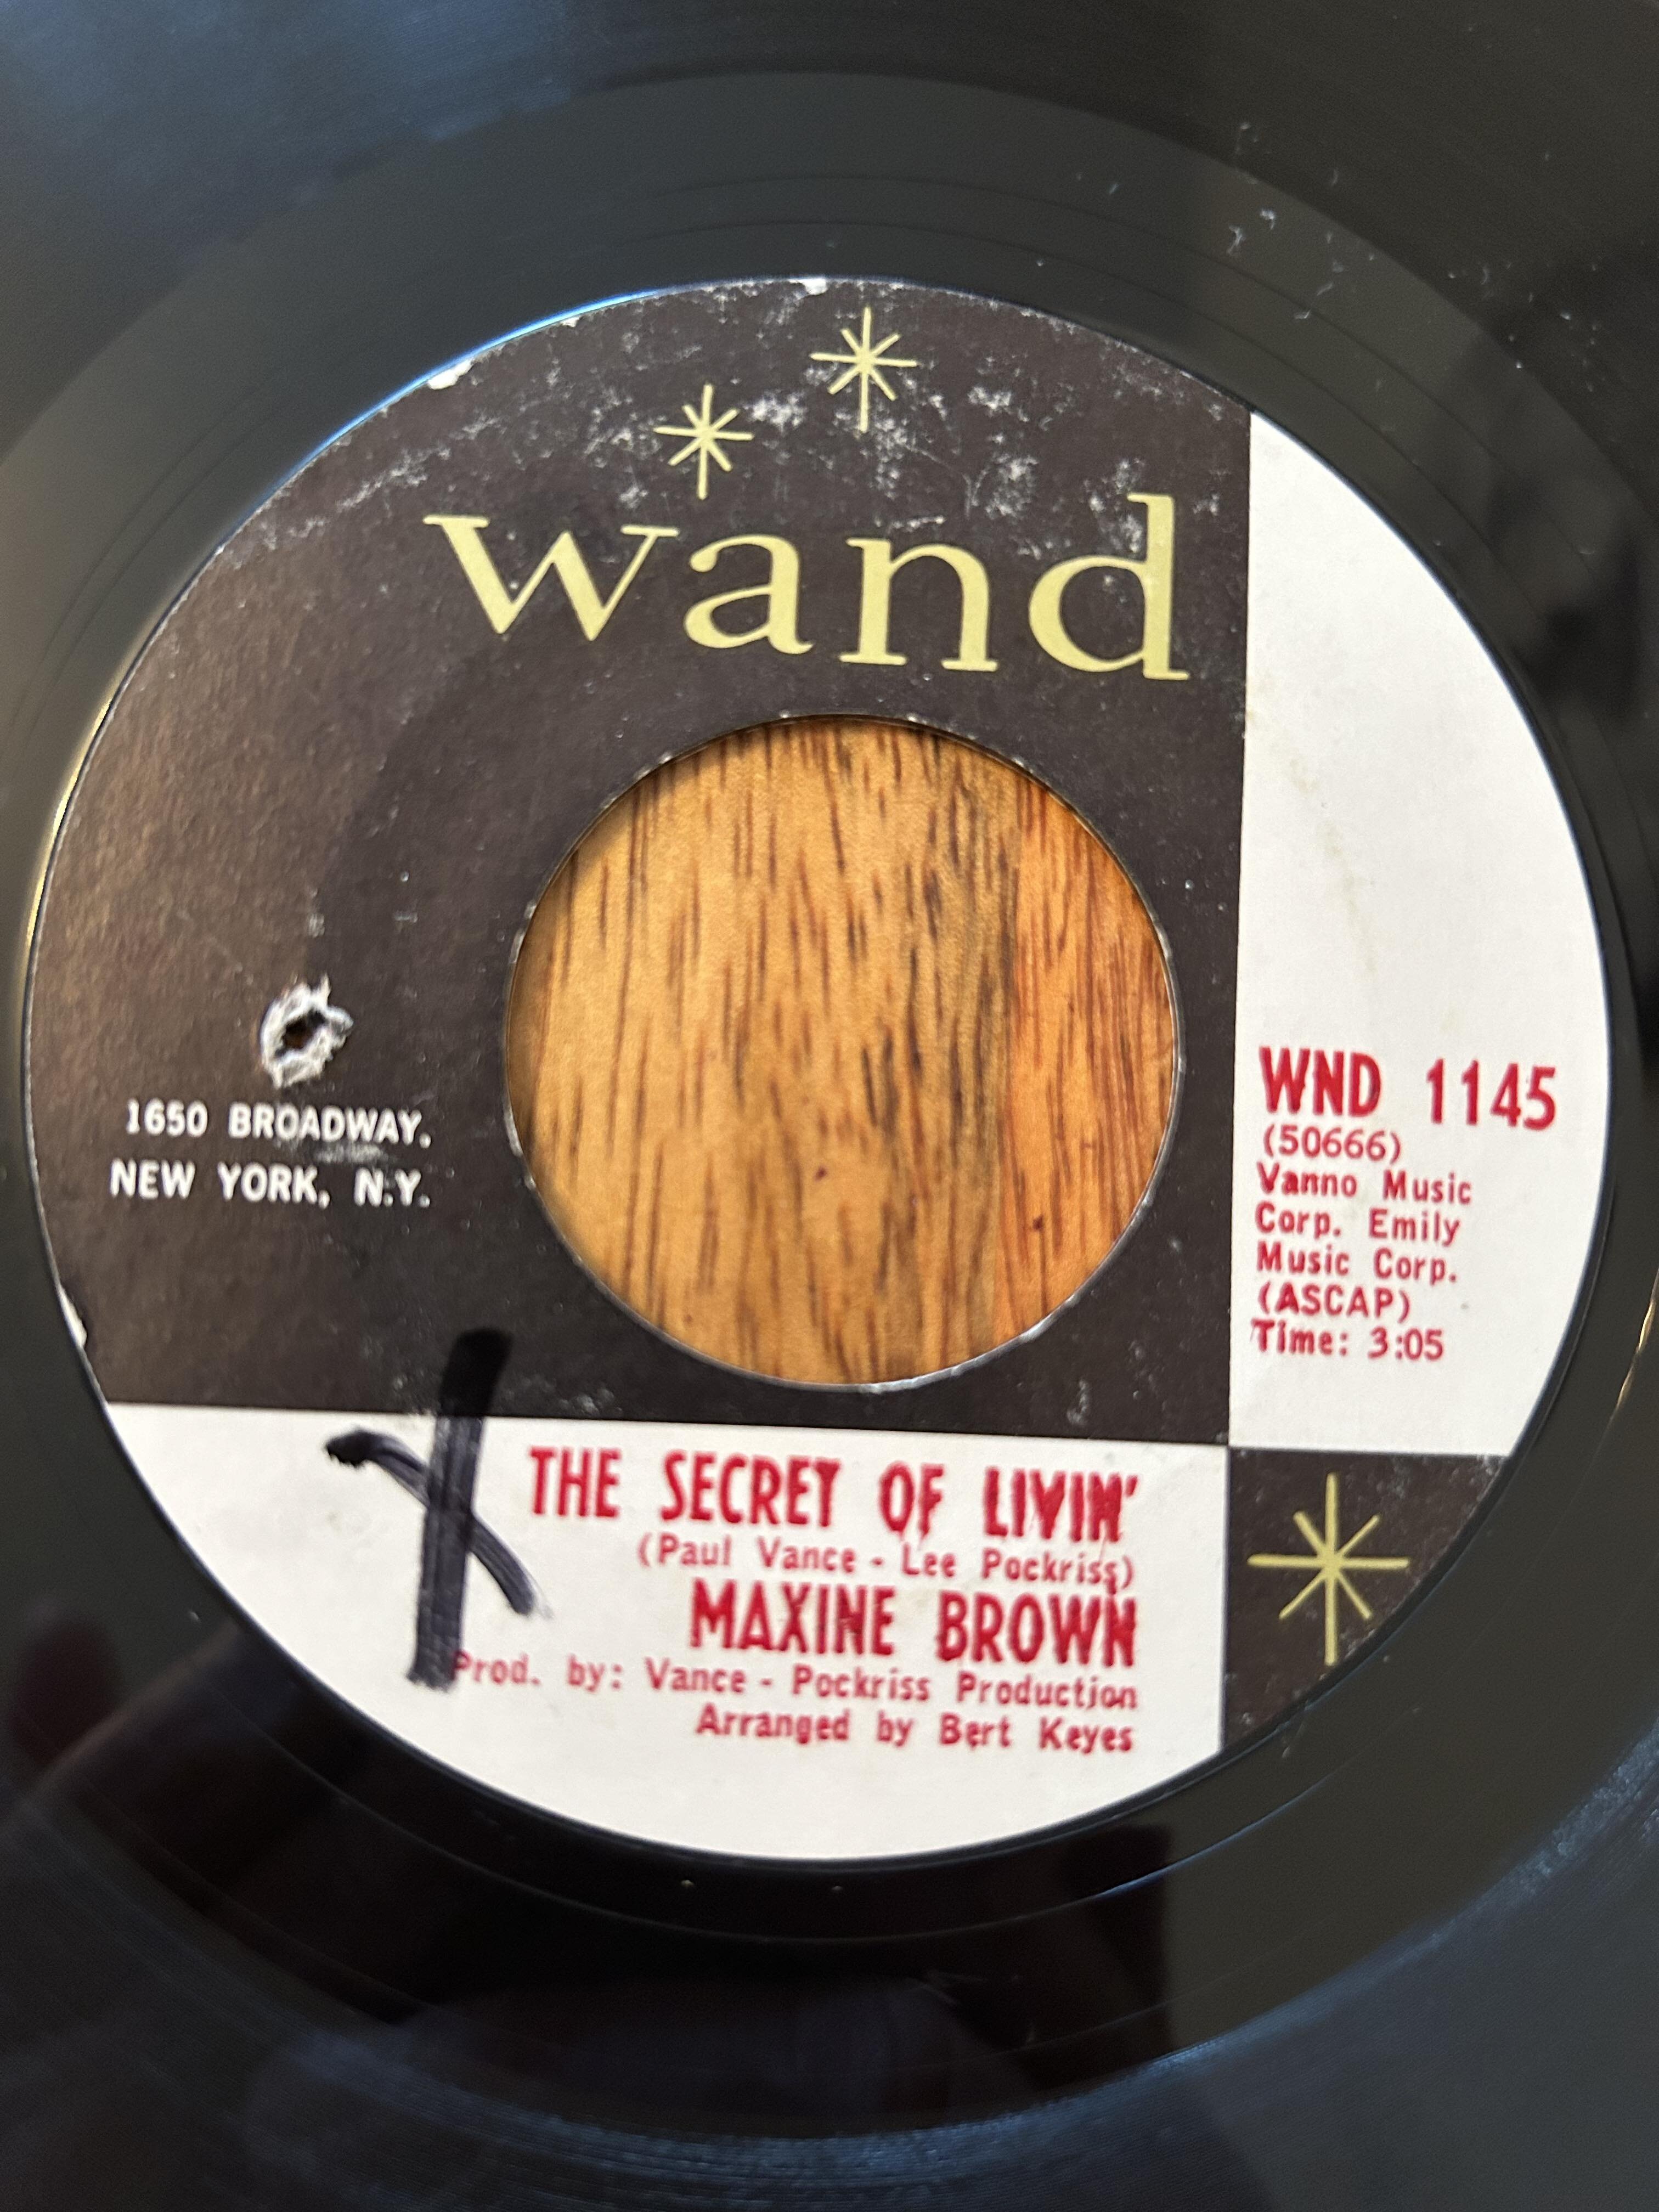 wand
1650 BROADWAY.
NEW YORK, N.Y.
WND 1145
(50666)
Vanno Music
Corp. Emily
Music Corp.
(ASCAP)
Time: 3:05
THE SECRET OF LIVIN'
(Paul Vance - Lee Pockriss)
MAXINE BROWN
Prod. by: Vance - Pockriss Production
Arranged by Bert Keyes